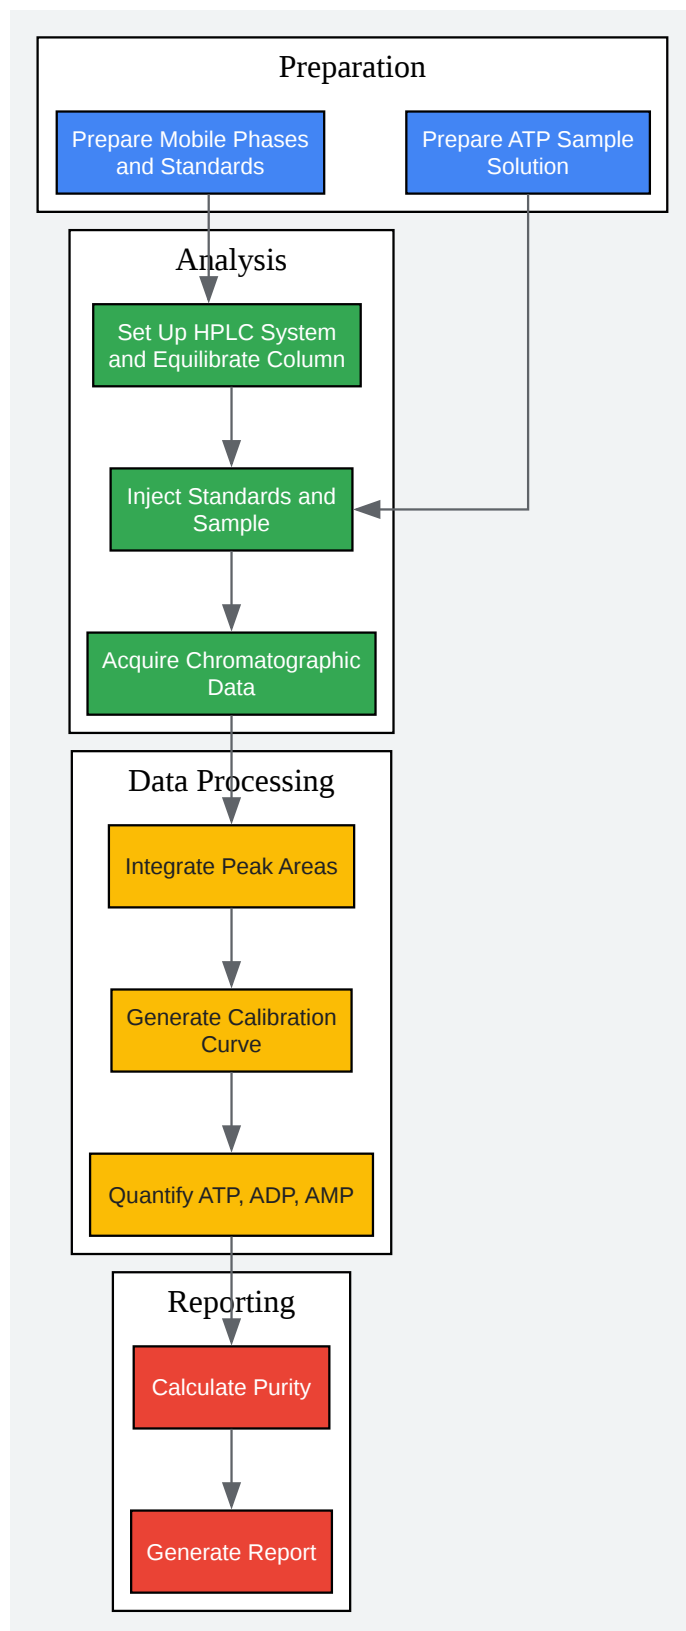 Preparation
Prepare Mobile Phases
and Standards
Prepare ATP Sample
Solution
Analysis
Set Up HPLC System
and Equilibrate Column
Inject Standards and
Sample
Acquire Chromatographic
Data
Data Processing
Integrate Peak Areas
Generate Calibration
Curve
Quantify ATP, ADP, AMP
Reporting
Calculate Purity
Generate Report